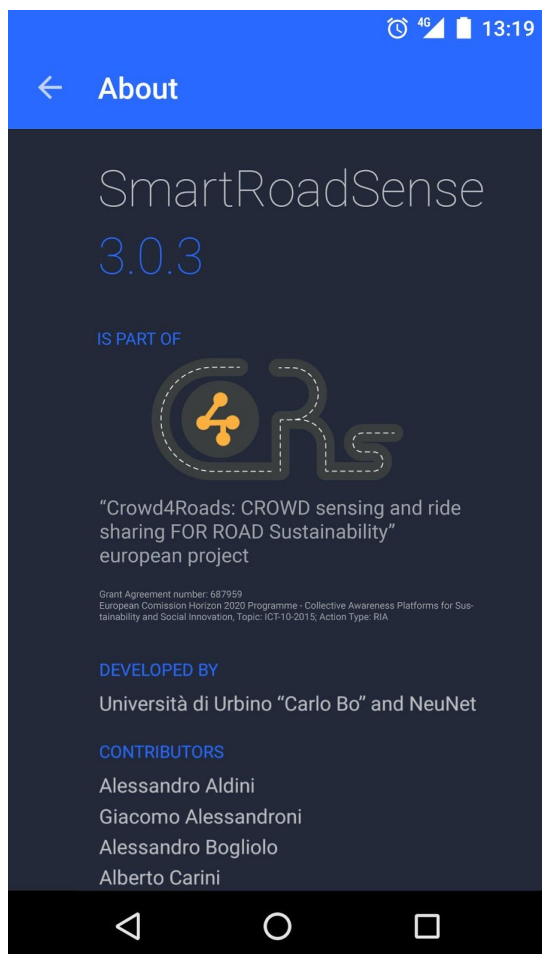 4G 13:19
About
SmartRoadSense
3.0.3
IS PART OF
C4Rs
“Crowd4Roads: CROWD sensing and ride
sharing FOR ROAD Sustainability”
european project
Grant Agreement number: 687959
European Comission Horizon 2020 Programme - Collective Awareness Platforms for Sus-
tainability and Social Innovation, Topic: ICT-10-2015; Action Type: RIA
DEVELOPED BY
Università di Urbino “Carlo Bo” and NeuNet
CONTRIBUTORS
Alessandro Aldini
Giacomo Alessandroni
Alessandro Bogliolo
Alberto Carini